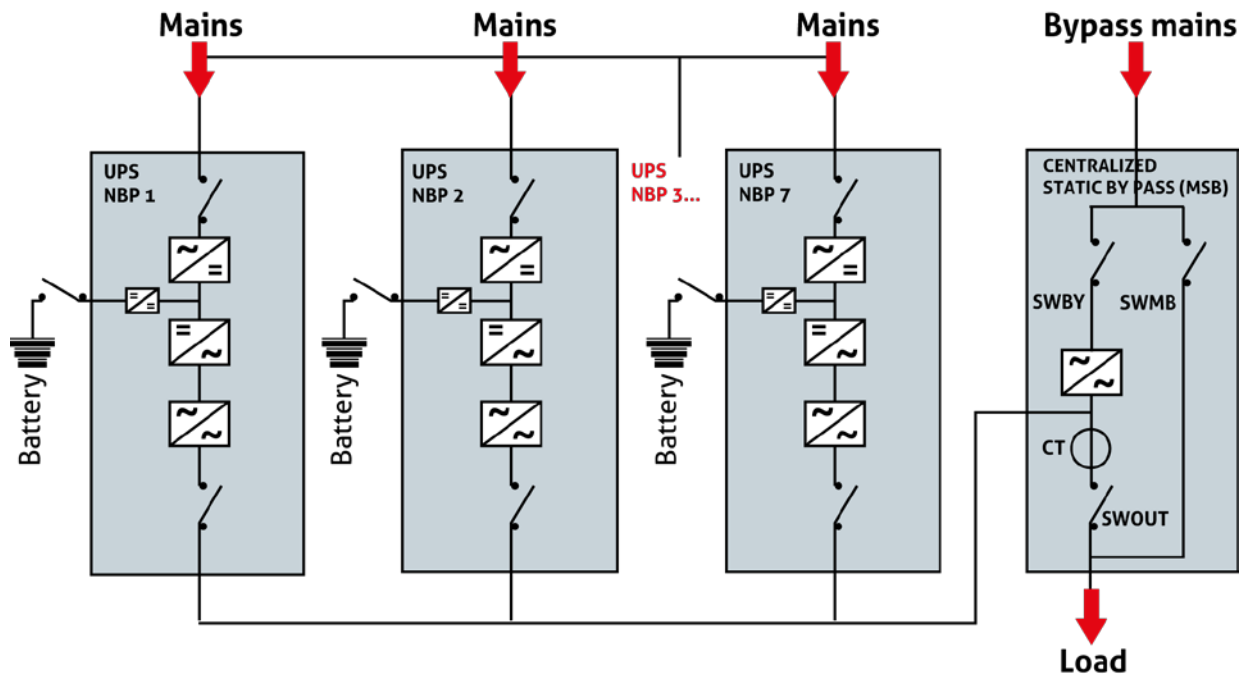 Mains
Mains
Mains
Bypass mains
UPS
NBP 1
UPS
NBP 2
UPS
NBP 3...
UPS
NBP 7
CENTRALIZED
STATIC BY PASS (MSB)
SWBY
SWMB
Battery
Battery
Battery
CT
SWOUT
Load